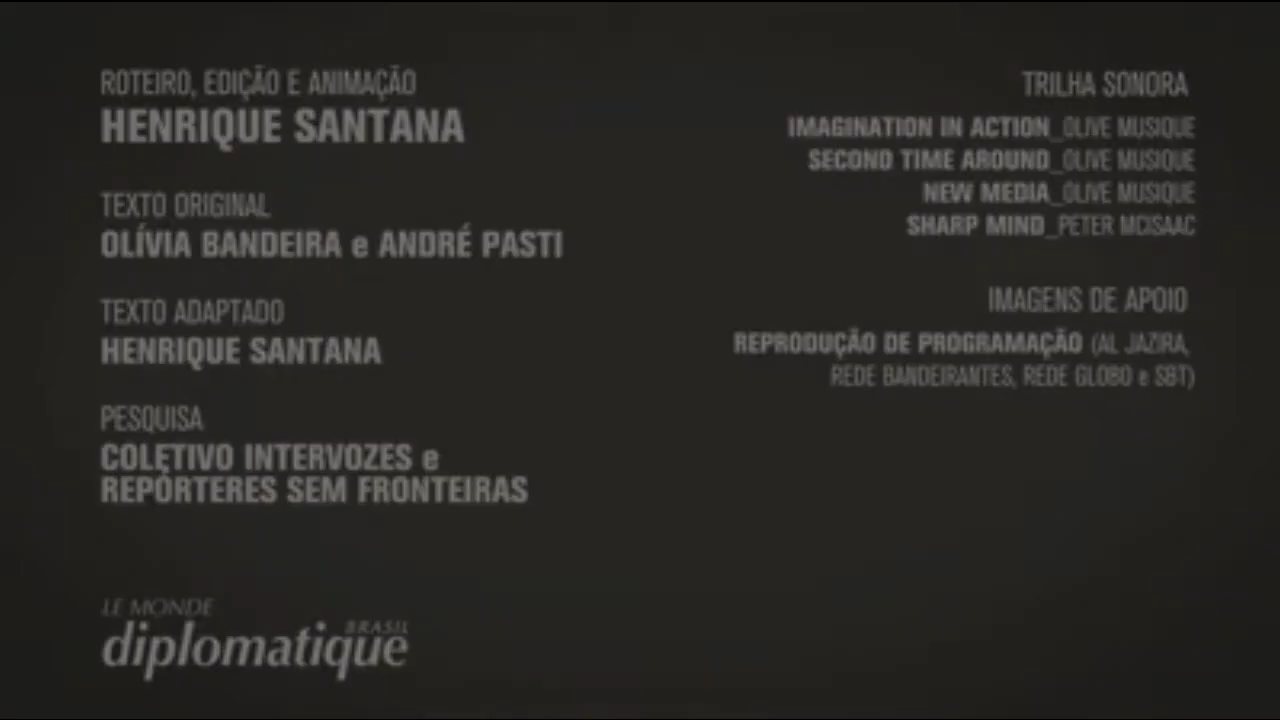 ROTEIRO, EDIÇÃO E ANIMAÇÃO
HENRIQUE SANTANA
TEXTO ORIGINAL
OLÍVIA BANDEIRA e ANDRÉ PASTI
TEXTO ADAPTADO
HENRIQUE SANTANA
PESQUISA
COLETIVO INTERVOZES e
REPÓRTERES SEM FRONTEIRAS
LE MONDE
diplomatique
BRASIL
TRILHA SONORA
IMAGINATION IN ACTION_OLIVE MUSIQUE
SECOND TIME AROUND_OLIVE MUSIQUE
NEW MEDIA_OLIVE MUSIQUE
SHARP MIND_PETER MCISAAC
IMAGENS DE APOIO
REPRODUÇÃO DE PROGRAMAÇÃO (AL JAZIRA,
REDE BANDEIRANTES, REDE GLOBO e SBT)